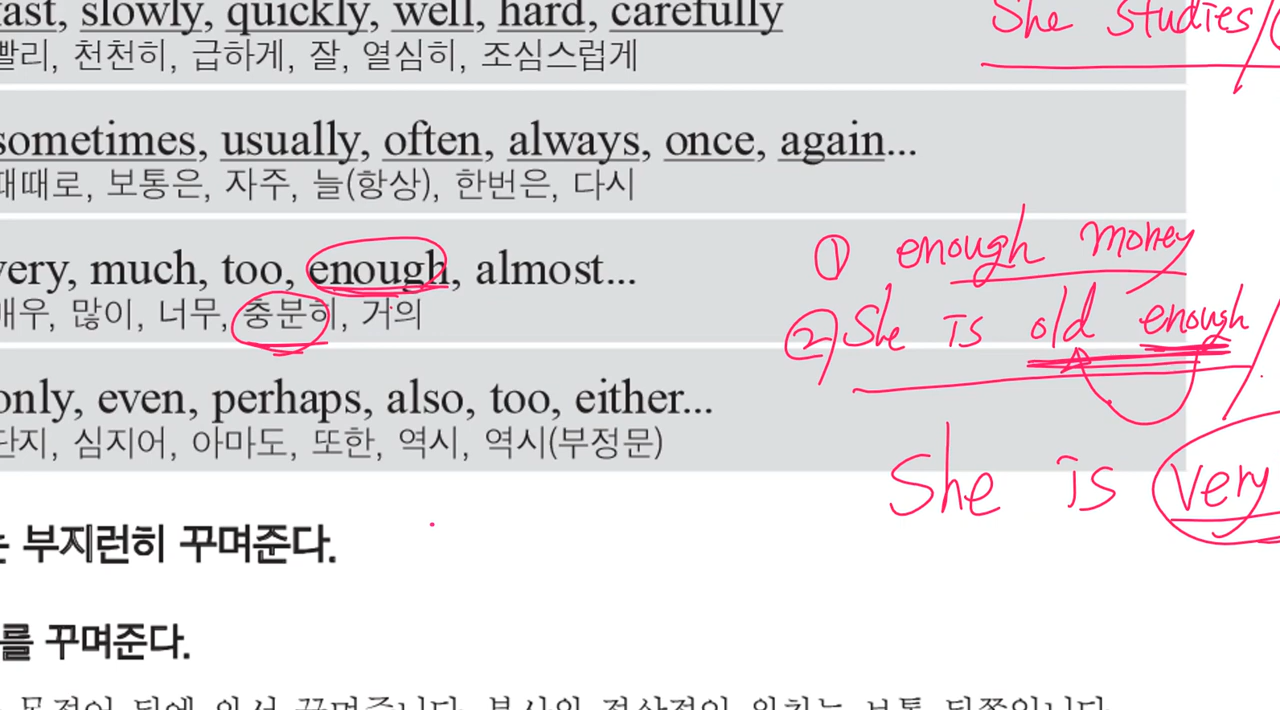 slowly, quickly, well, hard, carefully
빨리, 천천히, 급하게, 잘, 열심히, 조심스럽게
She studies
sometimes, usually, often, always, once, again...
때때로, 보통은, 자주, 늘(항상), 한번은, 다시
very, much, too, enough, almost...
매우, 많이, 너무, 충분히, 거의
① enough money
② She is old enough
only, even, perhaps, also, too, either...
단지, 심지어, 아마도, 또한, 역시, 역시(부정문)
She is very
는 부지런히 꾸며준다.
를 꾸며준다.